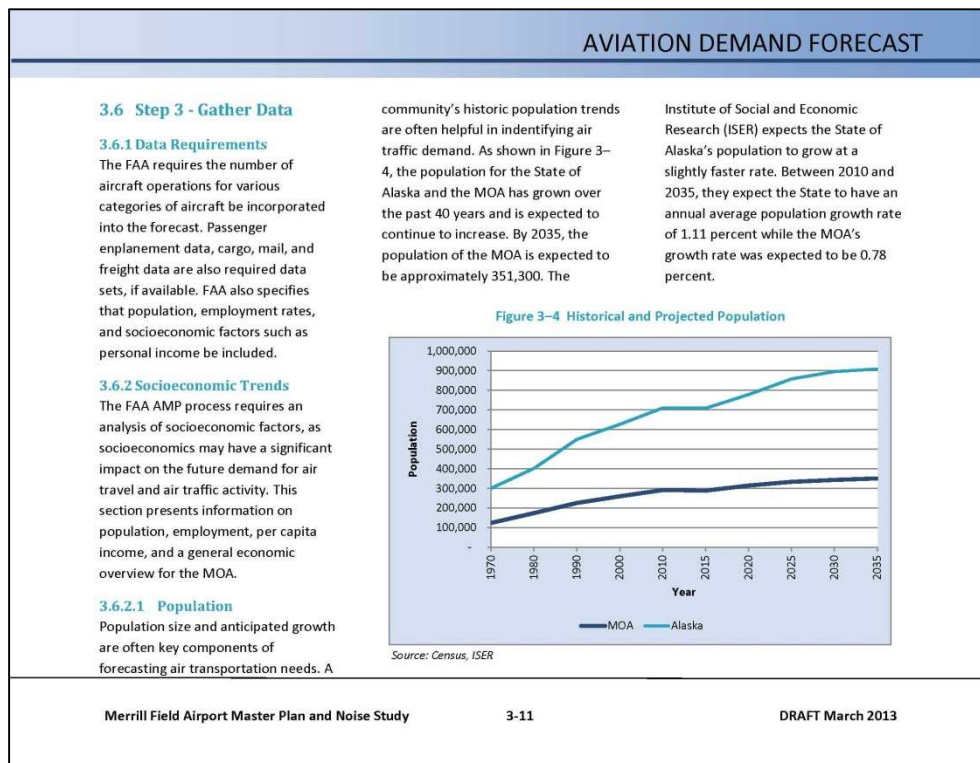 AVIATION DEMAND FORECAST
3.6 Step 3 - Gather Data
3.6.1 Data Requirements
The FAA requires the number of
aircraft operations for various
categories of aircraft be incorporated
into the forecast. Passenger
enplanement data, cargo, mail, and
freight data are also required data
sets, if available. FAA also specifies
that population, employment rates,
and socioeconomic factors such as
personal income be included.
3.6.2 Socioeconomic Trends
The FAA AMP process requires an
analysis of socioeconomic factors, as
socioeconomics may have a significant
impact on the future demand for air
travel and air traffic activity. This
section presents information on
population, employment, per capita
income, and a general economic
overview for the MOA.
3.6.2.1 Population
Population size and anticipated growth
are often key components of
forecasting air transportation needs. A
community's historic population trends
are often helpful in indentifying air
traffic demand. As shown in Figure 3–
4, the population for the State of
Alaska and the MOA has grown over
the past 40 years and is expected to
continue to increase. By 2035, the
population of the MOA is expected to
be approximately 351,300. The
Institute of Social and Economic
Research (ISER) expects the State of
Alaska's population to grow at a
slightly faster rate. Between 2010 and
2035, they expect the State to have an
annual average population growth rate
of 1.11 percent while the MOA's
growth rate was expected to be 0.78
percent.
Figure 3–4 Historical and Projected Population
1,000,000
900,000
800,000
700,000
600,000
500,000
400,000
300,000
200,000
100,000
-
Population
1970
1980
1990
2000
2010
2015
2020
2025
2030
2035
Year
MOA
Alaska
Source: Census, ISER
Merrill Field Airport Master Plan and Noise Study
3-11
DRAFT March 2013